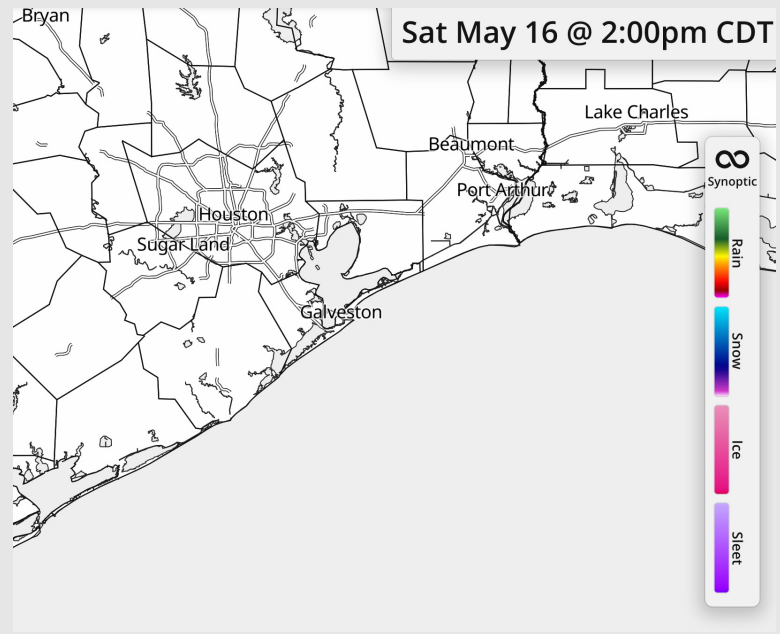 Bryan
Sat May 16 @ 2:00pm CDT
Lake Charles
Beaumont
Synoptic
Port Arthur
Houston
Sugar Land
Rain
Galveston
Snow
Ice
Sleet